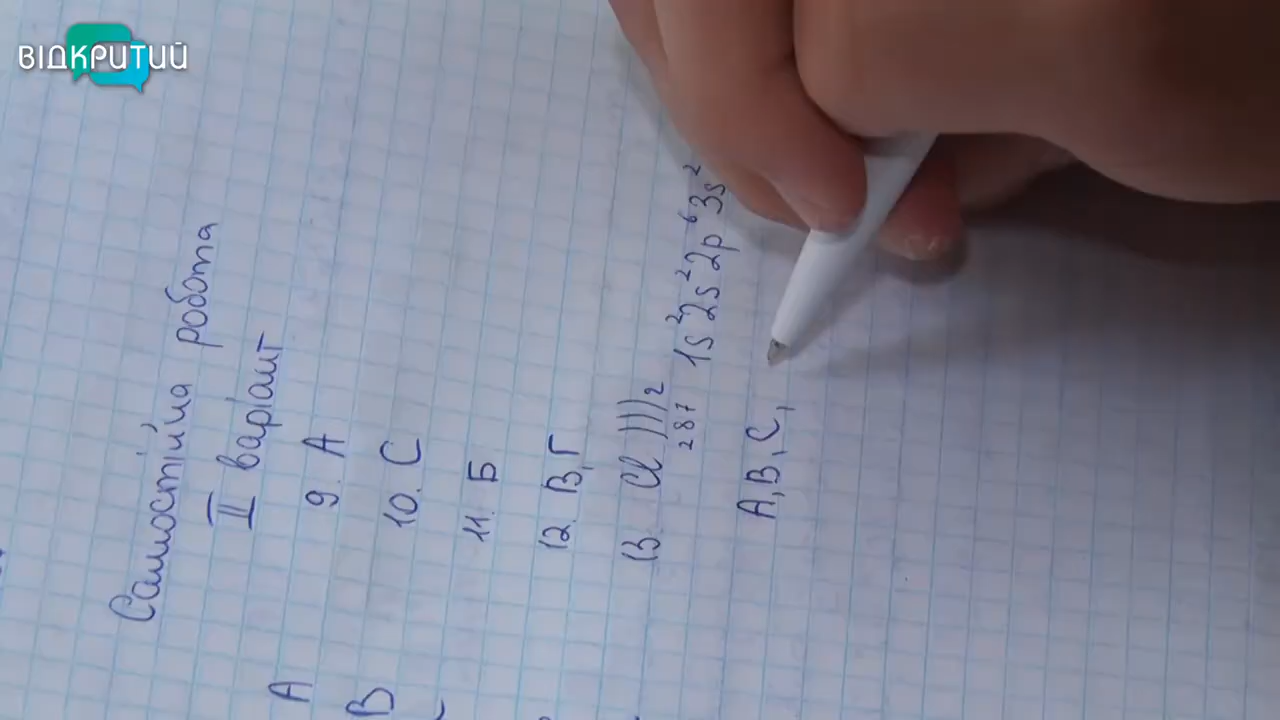 ВІДКРИТИЙ
Самостійна робота
II варіант
9. А
10. С
11. Б
12. В, Г
13. Cl )))₂ 1s²2s²2p⁶3s²
2 8 7
А, В, С,
А
В